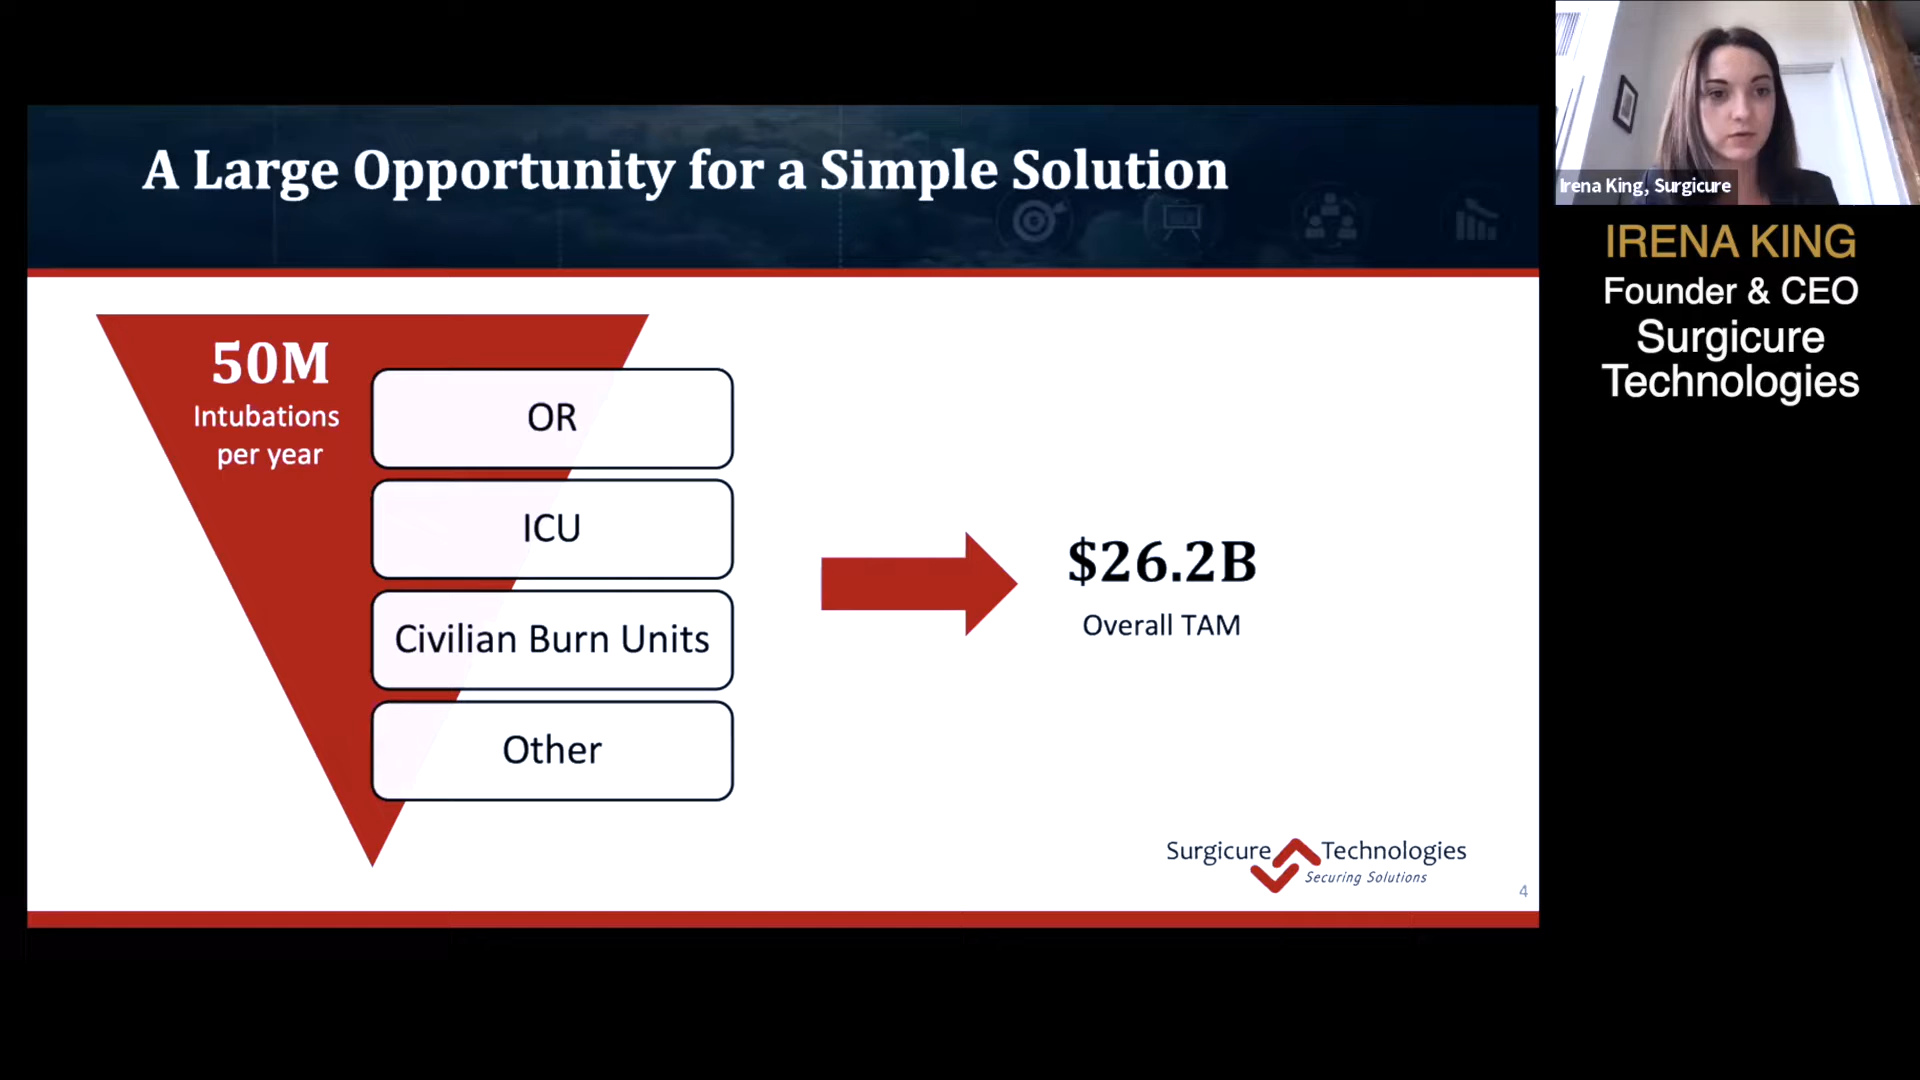 A Large Opportunity for a Simple Solution
50M
Intubations
per year
OR
ICU
Civilian Burn Units
Other
$26.2B
Overall TAM
Surgicure Technologies
Securing Solutions
4
Irena King, Surgicure
IRENA KING
Founder & CEO
Surgicure
Technologies